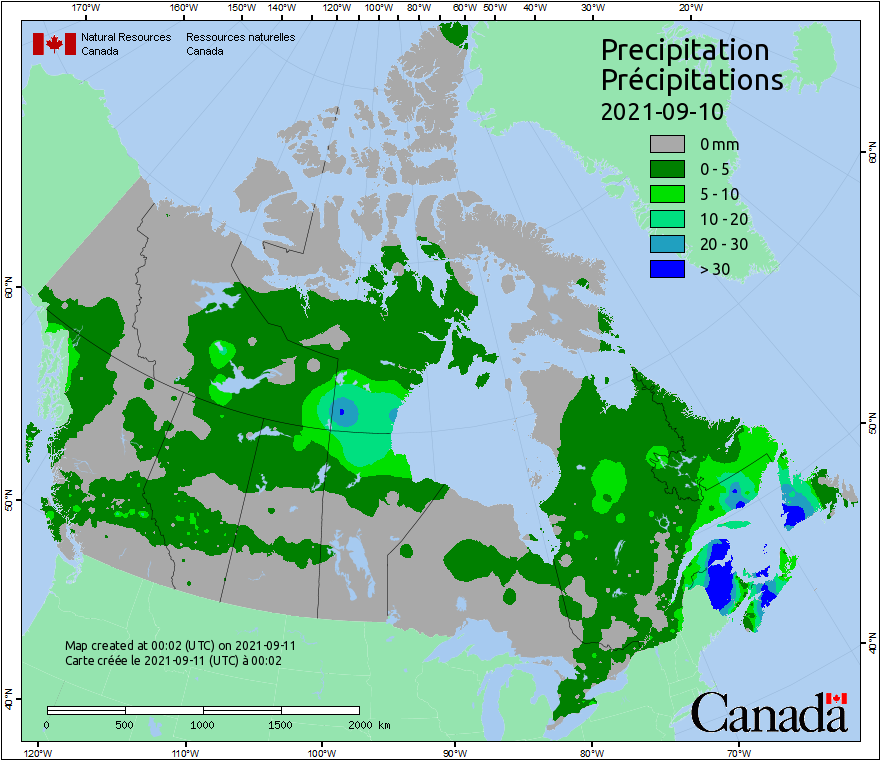 170°W 160°W 150°W 140°W 120°W 100°W 80°W 60°W 50°W 40°W 30°W 20°W
Natural Resources Ressources naturelles
Canada Canada
Precipitation
Précipitations
2021-09-10
0 mm
0 - 5
5 - 10
10 - 20
20 - 30
> 30
60°N
60°N
50°N
50°N
40°N
40°N
Map created at 00:02 (UTC) on 2021-09-11
Carte créée le 2021-09-11 (UTC) à 00:02
0 500 1000 1500 2000 km
Canada
120°W 110°W 100°W 90°W 80°W 70°W